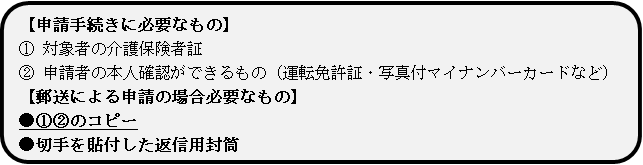 【申請手続きに必要なもの】
① 対象者の介護保険者証
② 申請者の本人確認ができるもの（運転免許証・写真付マイナンバーカードなど）
【郵送による申請の場合必要なもの】
●①②のコピー
●切手を貼付した返信用封筒